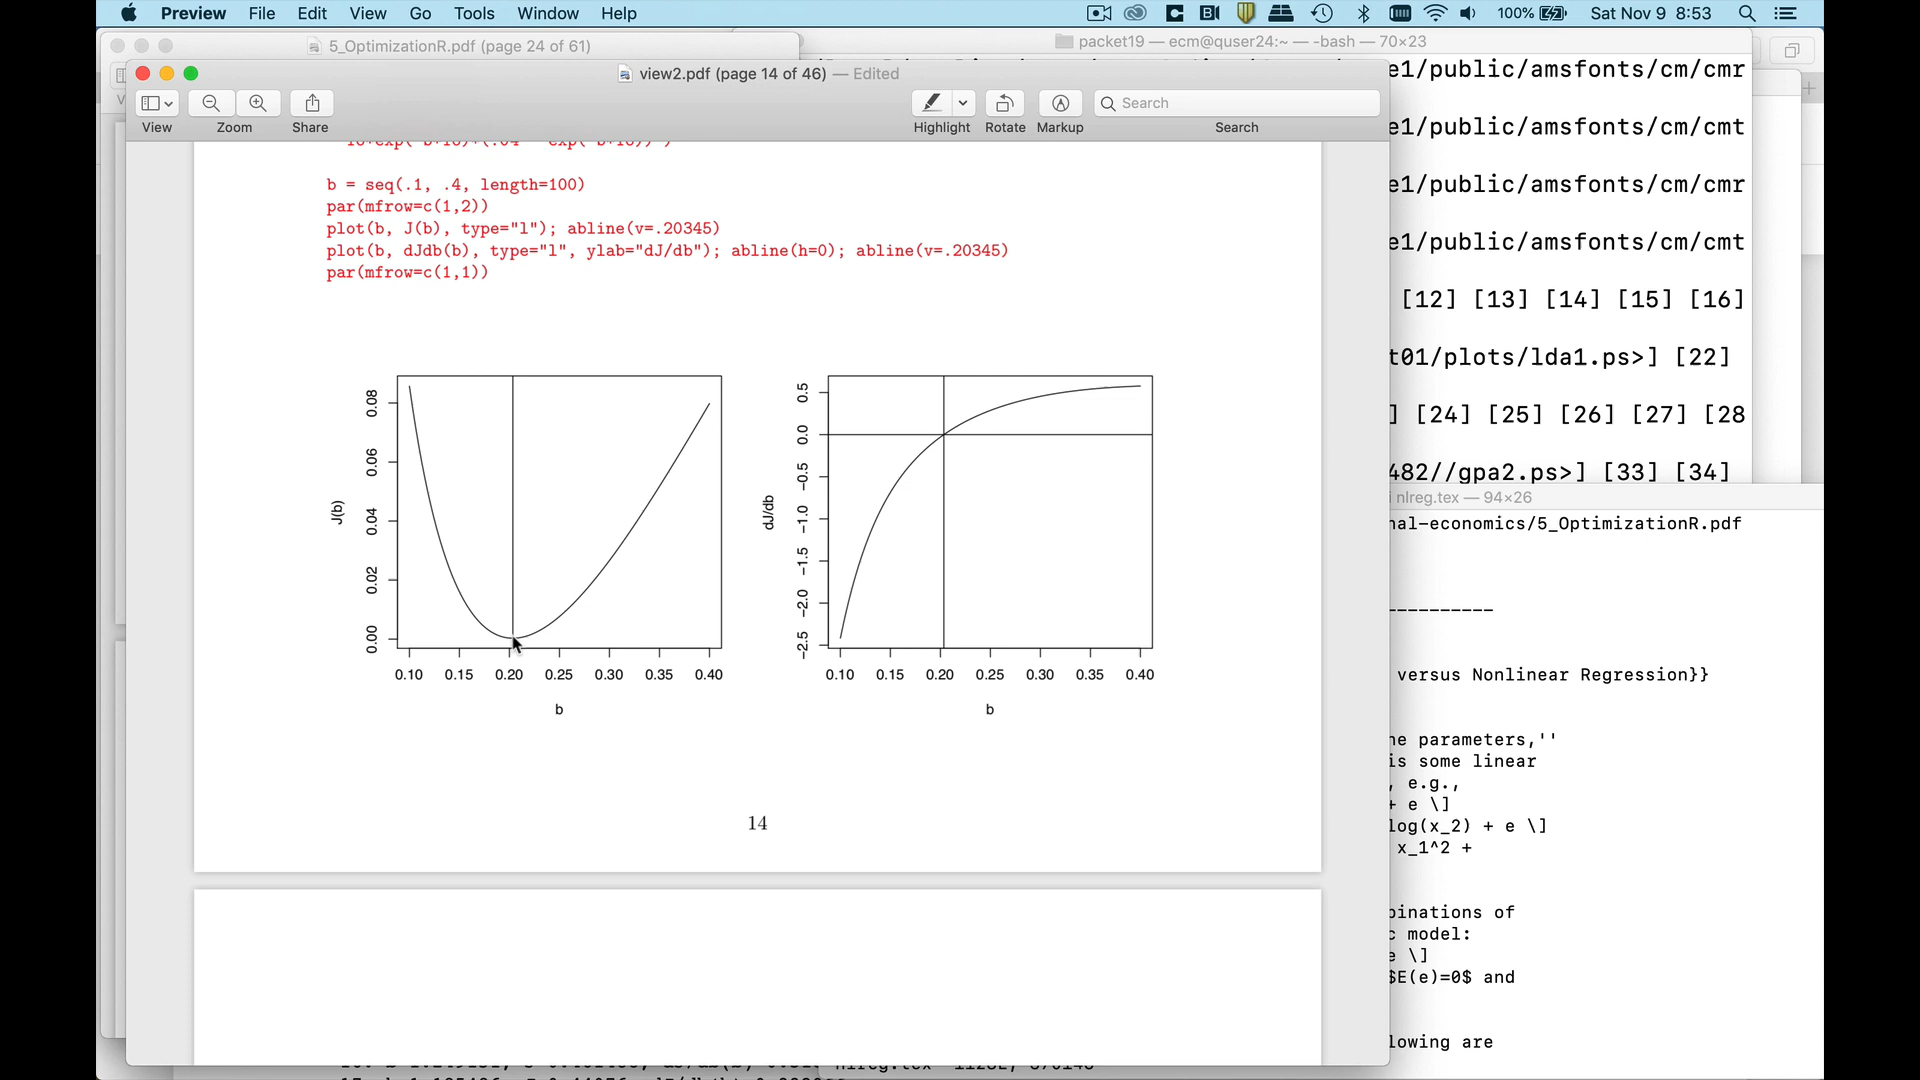 Preview File Edit View Go Tools Window Help
100% Sat Nov 9 8:53
5_OptimizationR.pdf (page 24 of 61)
packet19 — ecm@quser24:~ — -bash — 70×23
view2.pdf (page 14 of 46) — Edited
Search
View Zoom Share Highlight Rotate Markup Search
b = seq(.1, .4, length=100)
par(mfrow=c(1,2))
plot(b, J(b), type="l"); abline(v=.20345)
plot(b, dJdb(b), type="l", ylab="dJ/db"); abline(h=0); abline(v=.20345)
par(mfrow=c(1,1))
J(b)
0.00 0.02 0.04 0.06 0.08
0.10 0.15 0.20 0.25 0.30 0.35 0.40
b
dJ/db
−2.5 −2.0 −1.5 −1.0 −0.5 0.0 0.5
0.10 0.15 0.20 0.25 0.30 0.35 0.40
b
14
e1/public/amsfonts/cm/cmr
e1/public/amsfonts/cm/cmt
e1/public/amsfonts/cm/cmr
e1/public/amsfonts/cm/cmt
[12] [13] [14] [15] [16]
t01/plots/lda1.ps>] [22]
] [24] [25] [26] [27] [28
482//gpa2.ps>] [33] [34]
nlreg.tex — 94×26
nal-economics/5_OptimizationR.pdf
----------
versus Nonlinear Regression}}
he parameters,''
is some linear
, e.g.,
+ e \]
log(x_2) + e \]
x_1^2 +
binations of
c model:
e \]
$E(e)=0$ and
lowing are